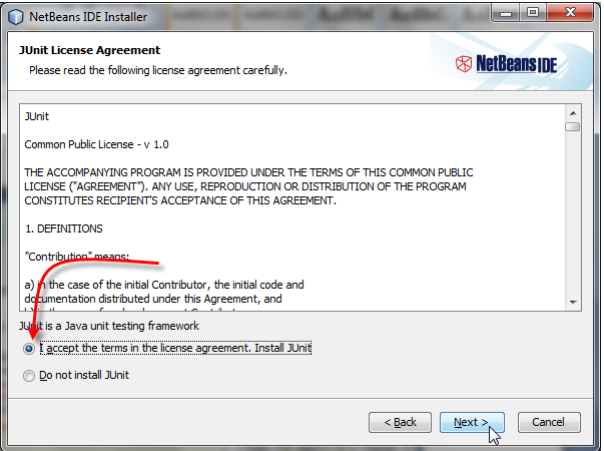 NetBeans IDE Installer
JUnit License Agreement
Please read the following license agreement carefully.
NetBeans IDE
JUnit
Common Public License - v 1.0
THE ACCOMPANYING PROGRAM IS PROVIDED UNDER THE TERMS OF THIS COMMON PUBLIC
LICENSE ("AGREEMENT"). ANY USE, REPRODUCTION OR DISTRIBUTION OF THE PROGRAM
CONSTITUTES RECIPIENT'S ACCEPTANCE OF THIS AGREEMENT.
1. DEFINITIONS
"Contribution" means:
a) in the case of the initial Contributor, the initial code and
documentation distributed under this Agreement, and
JUnit is a Java unit testing framework
I accept the terms in the license agreement. Install JUnit
Do not install JUnit
< Back
Next >
Cancel